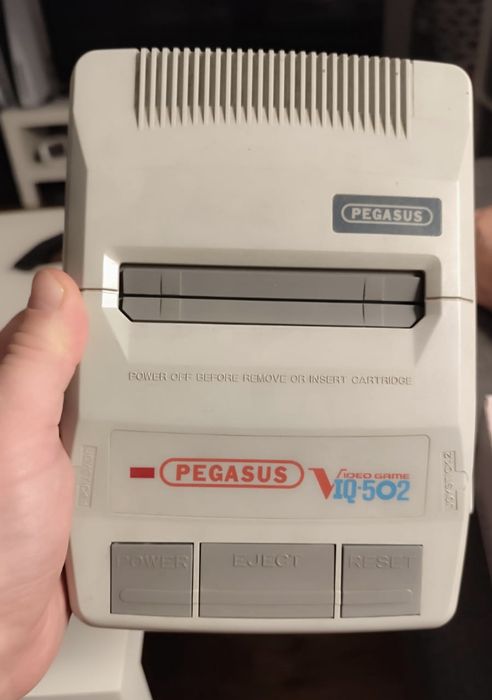 PEGASUS
POWER OFF BEFORE REMOVE OR INSERT CARTRIDGE
PEGASUS
VIDEO GAME
IQ-502
POWER EJECT RESET